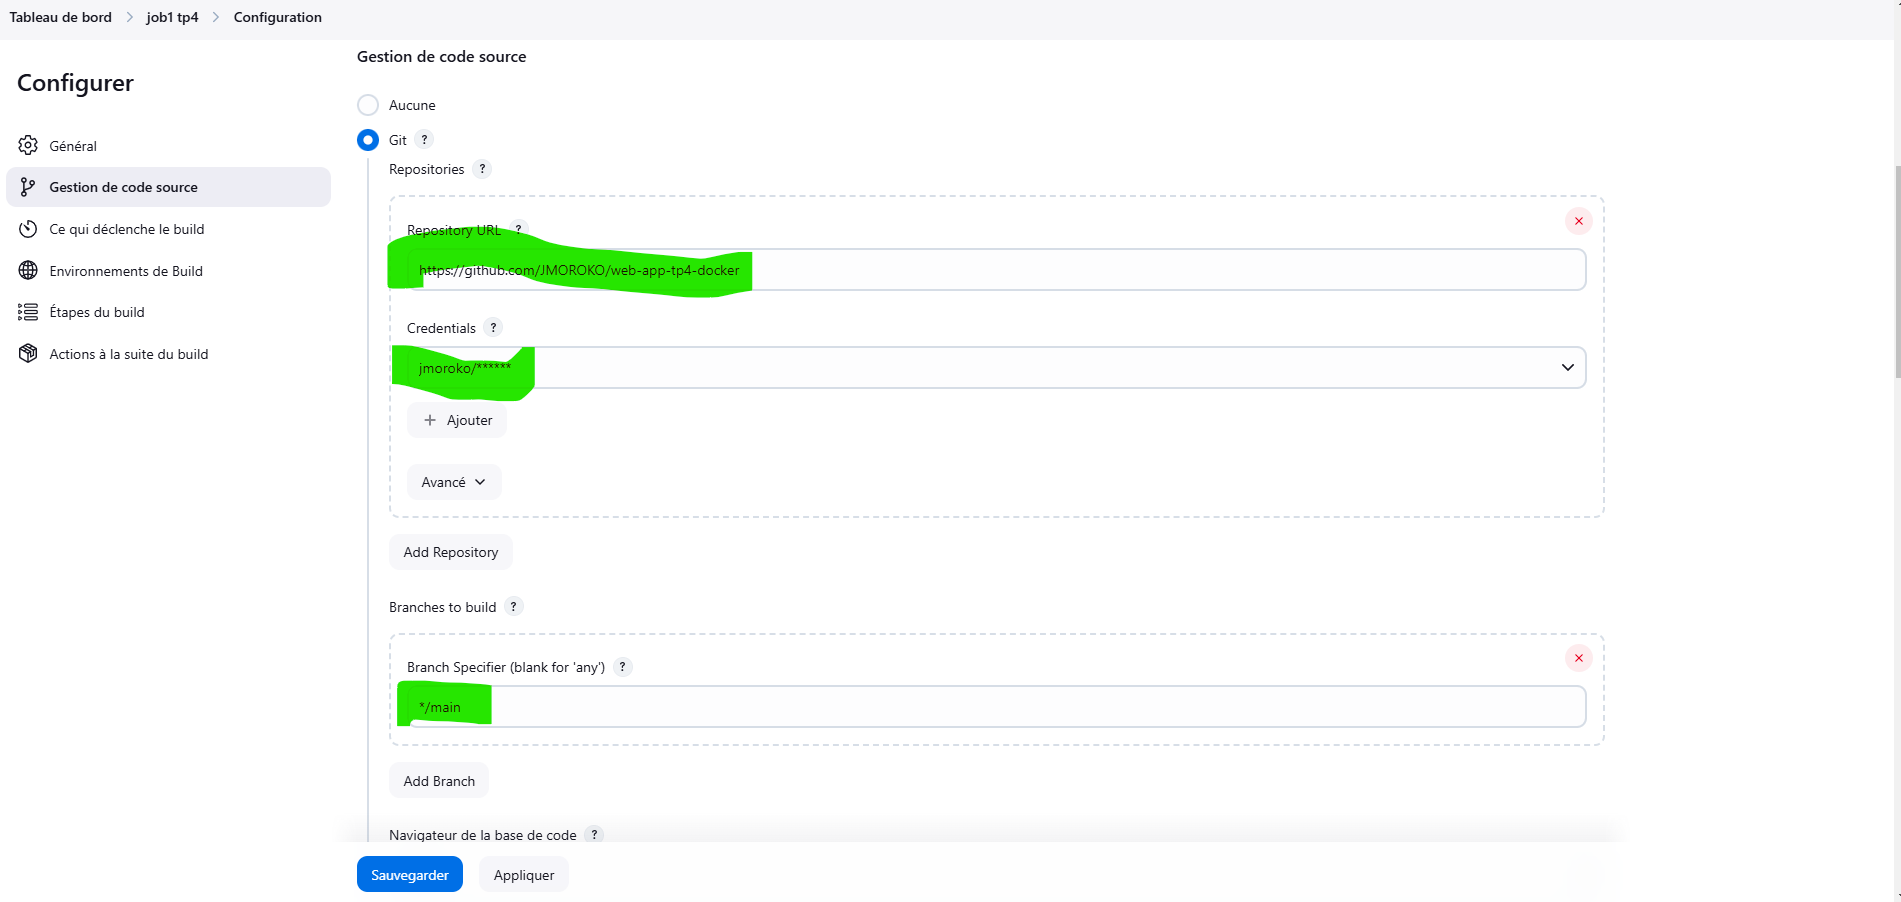 Tableau de bord > job1 tp4 > Configuration
Configurer
Général
Gestion de code source
Ce qui déclenche le build
Environnements de Build
Étapes du build
Actions à la suite du build
Gestion de code source
Aucune
Git ?
Repositories ?
Repository URL ?
https://github.com/JMOROKO/web-app-tp4-docker
Credentials ?
jmoroko/******
+ Ajouter
Avancé
Add Repository
Branches to build ?
Branch Specifier (blank for 'any') ?
*/main
Add Branch
Navigateur de la base de code ?
Sauvegarder
Appliquer